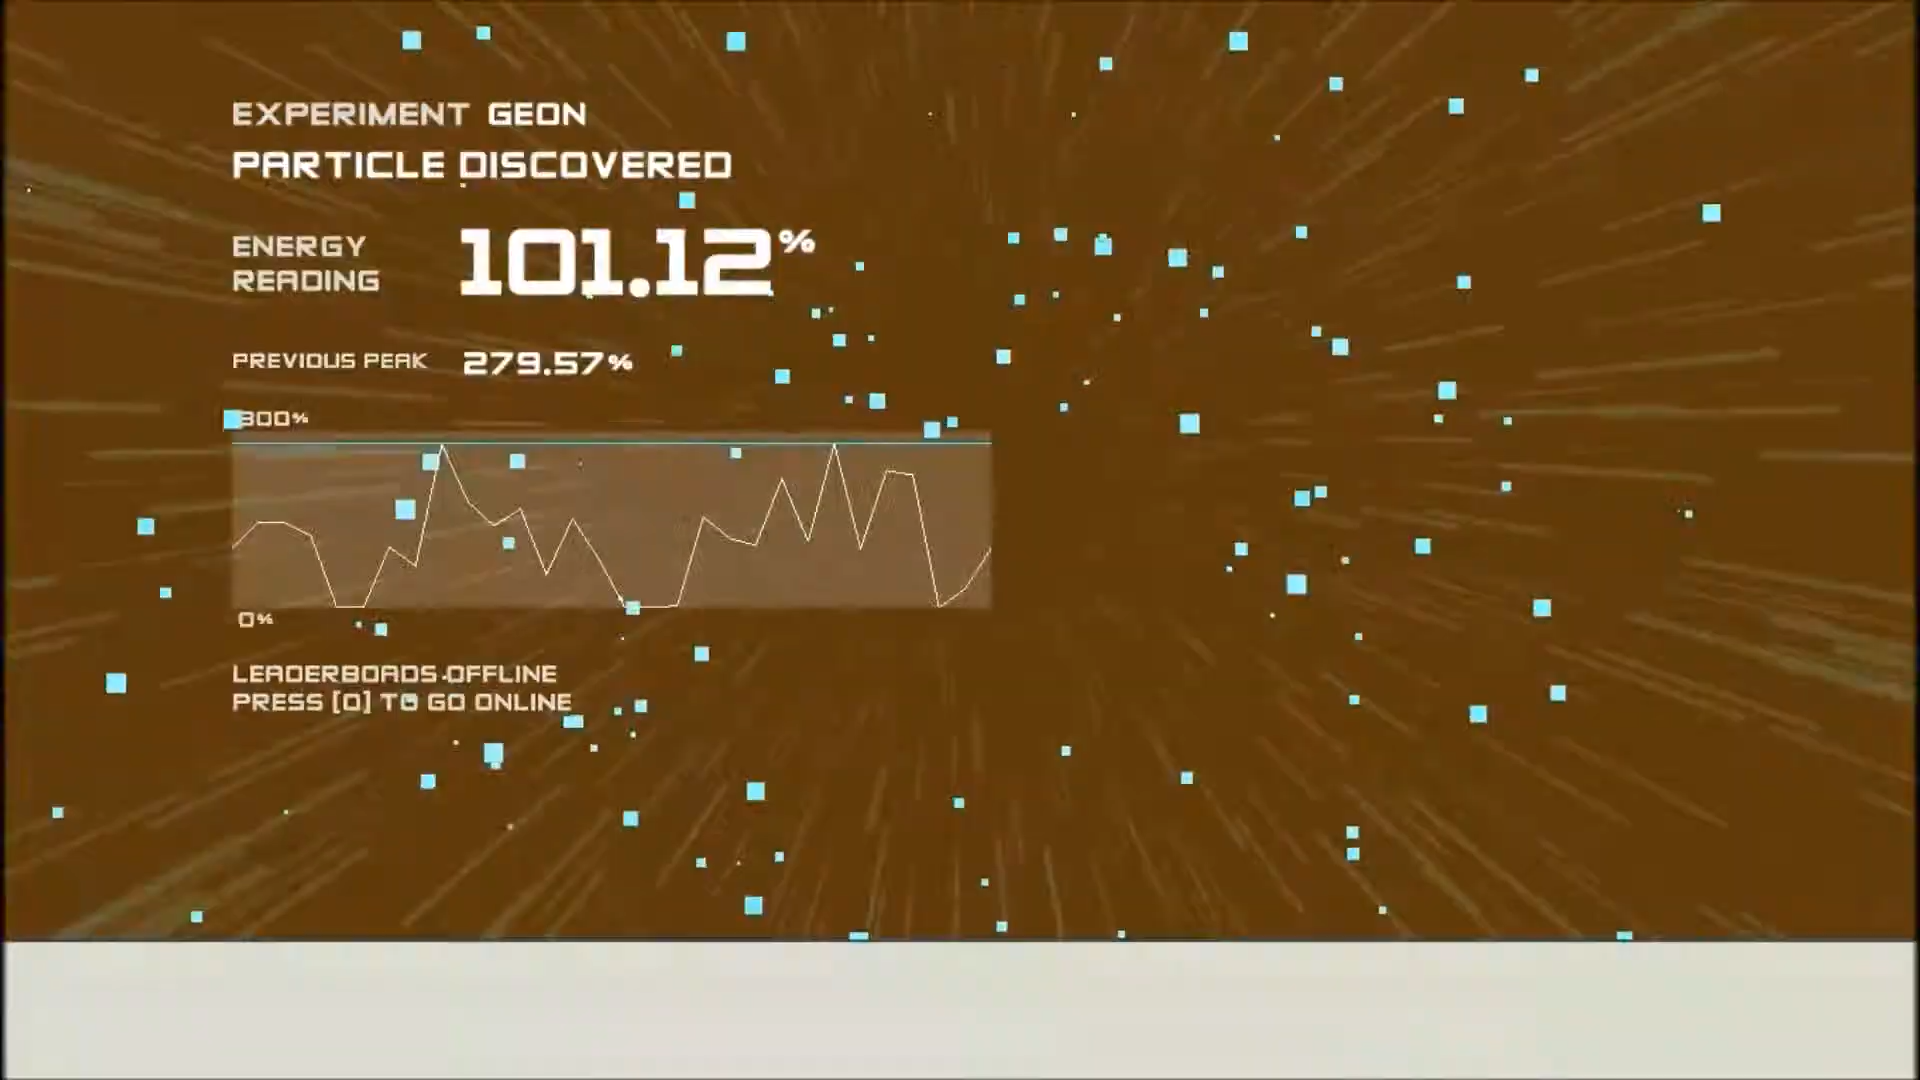 EXPERIMENT GEON
PARTICLE DISCOVERED
ENERGY READING 101.12%
PREVIOUS PEAK 279.57%
300%
0%
LEADERBOARDS OFFLINE
PRESS [O] TO GO ONLINE